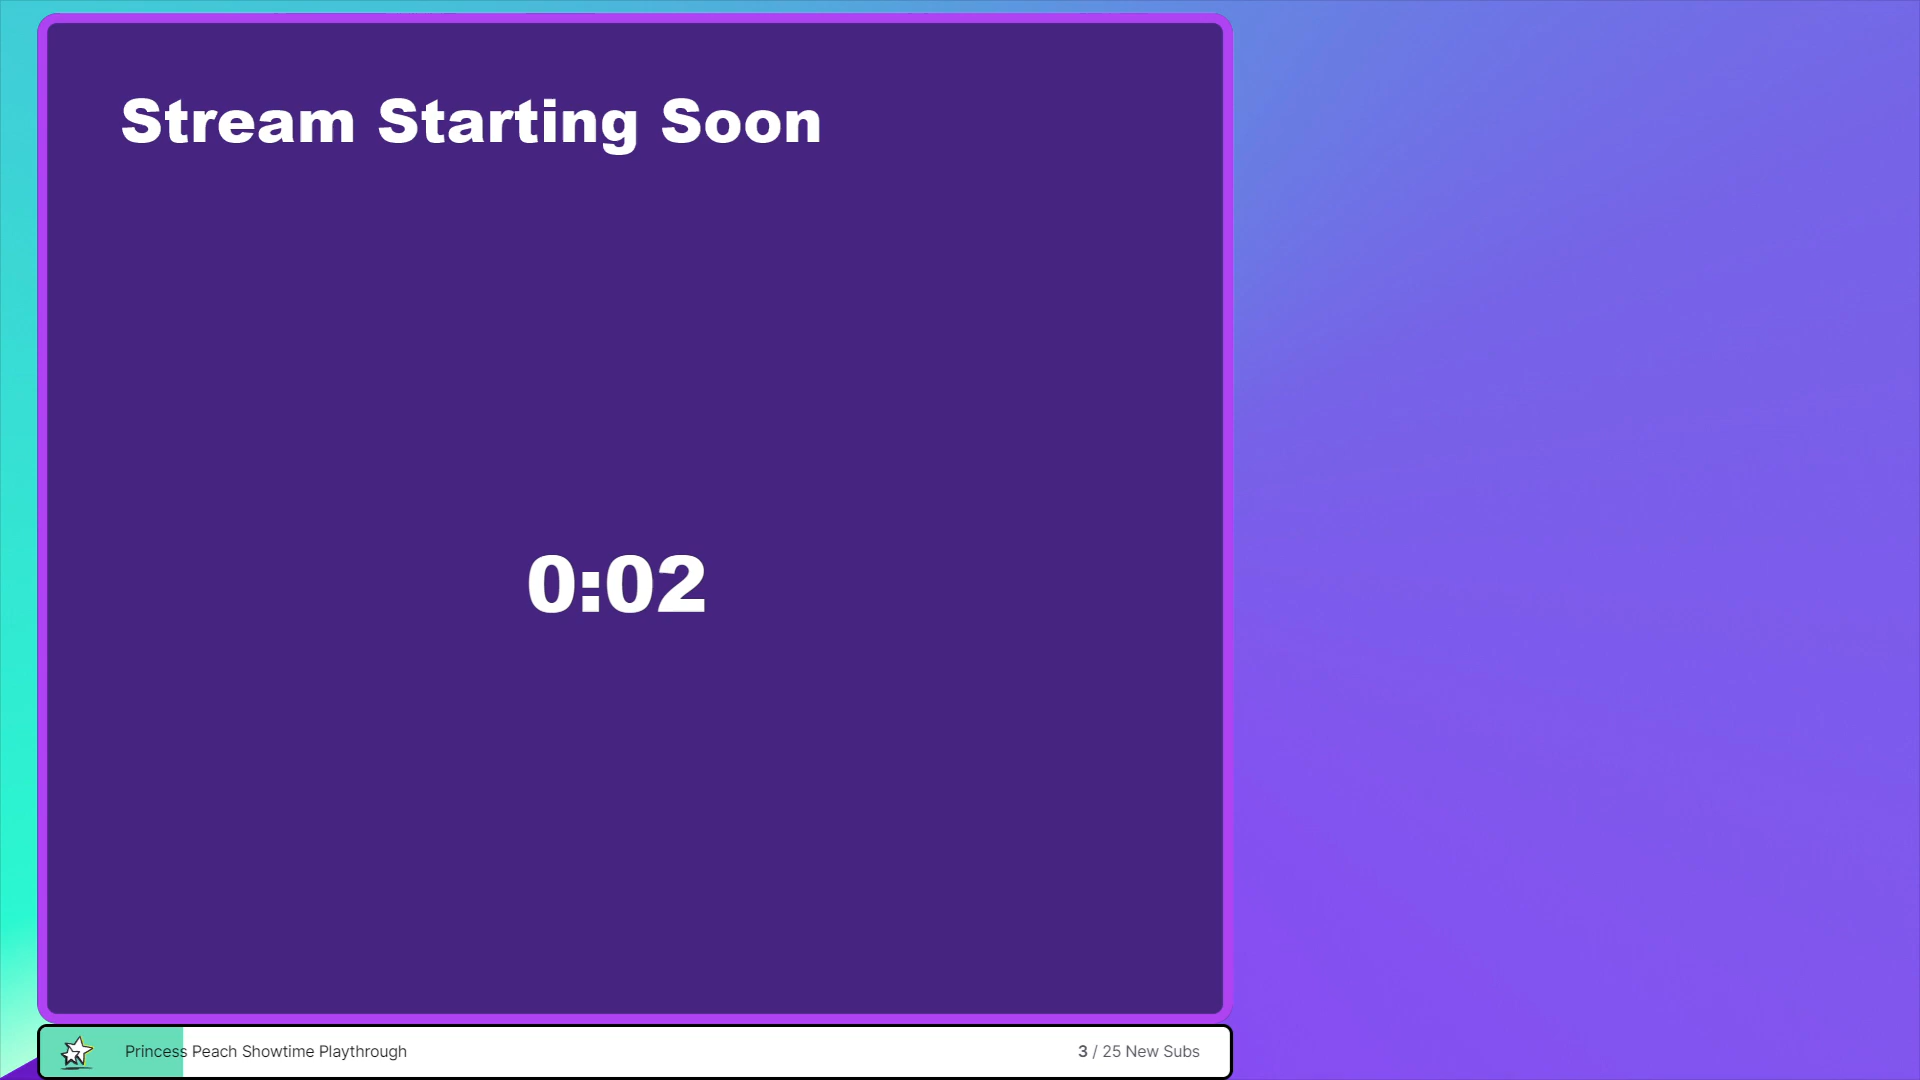 Stream Starting Soon
0:02
Princess Peach Showtime Playthrough 3 / 25 New Subs